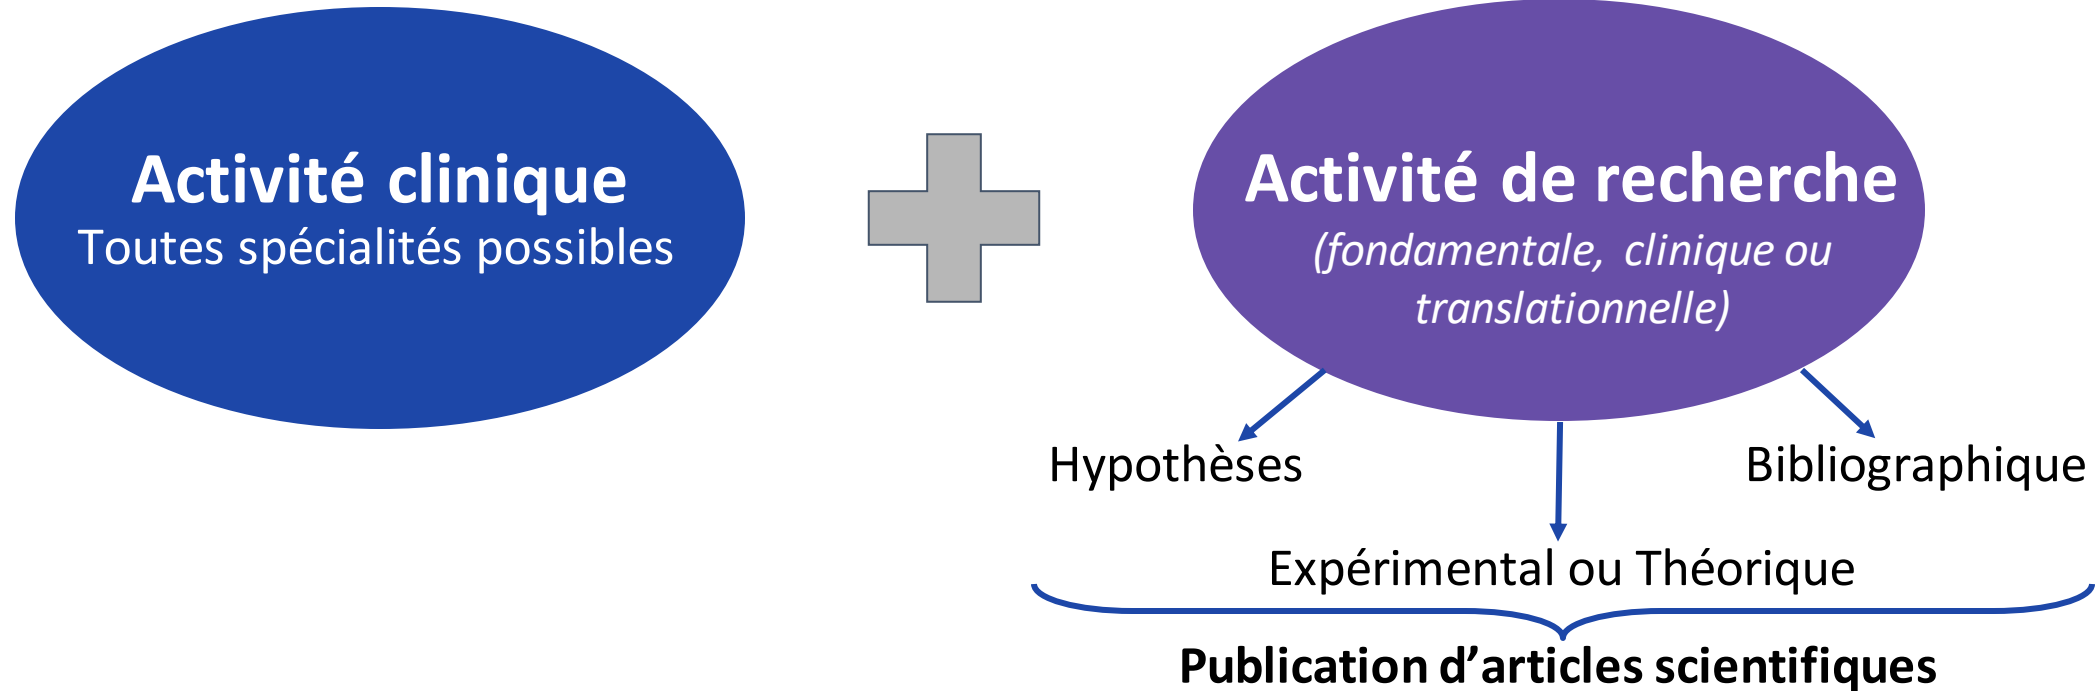 Activité clinique
Toutes spécialités possibles
Activité de recherche
(fondamentale, clinique ou
translationnelle)
Hypothèses
Bibliographique
Expérimental ou Théorique
Publication d’articles scientifiques